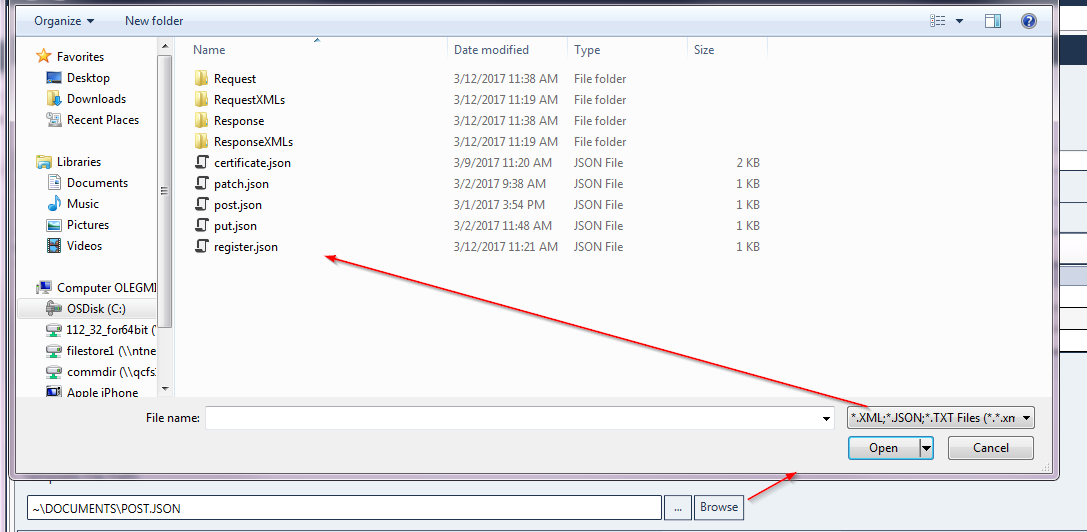 Organize New folder
Name Date modified Type Size
Favorites
Desktop
Downloads
Recent Places
Libraries
Documents
Music
Pictures
Videos
Computer OLEGMI
OSDisk (C:)
112_32_for64bit (
filestore1 (\\ntne
commdir (\\qcfs
Apple iPhone
Request 3/12/2017 11:38 AM File folder
RequestXMLs 3/12/2017 11:19 AM File folder
Response 3/12/2017 11:38 AM File folder
ResponseXMLs 3/12/2017 11:19 AM File folder
certificate.json 3/9/2017 11:20 AM JSON File 2 KB
patch.json 3/2/2017 9:38 AM JSON File 1 KB
post.json 3/1/2017 3:54 PM JSON File 1 KB
put.json 3/2/2017 11:48 AM JSON File 1 KB
register.json 3/12/2017 11:21 AM JSON File 1 KB
File name: *.XML;*.JSON;*.TXT Files (*.*.xm
Open Cancel
~\DOCUMENTS\POST.JSON ... Browse